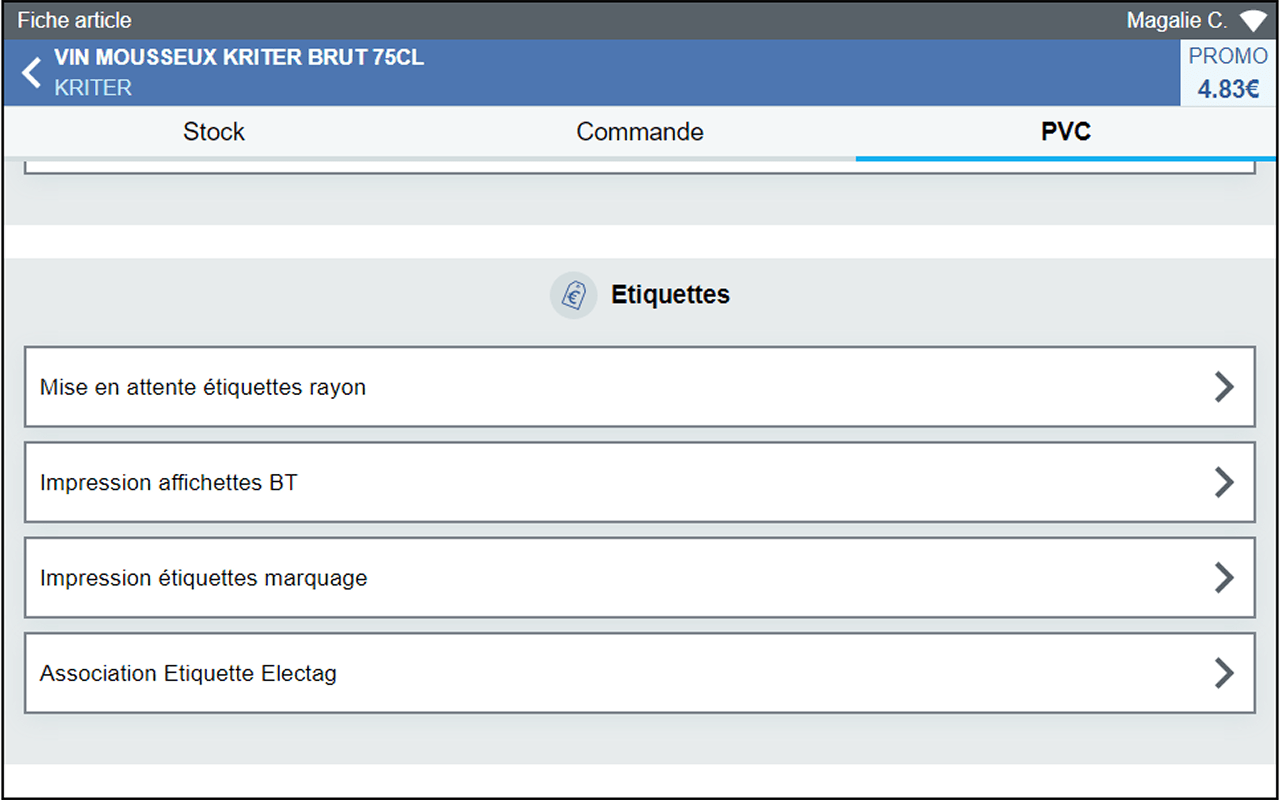 Fiche article
Magalie C.
VIN MOUSSEUX KRITER BRUT 75CL
KRITER
PROMO
4.83€
Stock
Commande
PVC
Etiquettes
Mise en attente étiquettes rayon
Impression affichettes BT
Impression étiquettes marquage
Association Etiquette Electag